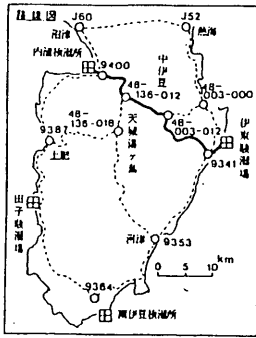 路線図
J60
J52
沼津
熱海
内浦検潮所
9400
中伊豆
48-
136-012
48-
003-000
48-
136-018
48-
003-012
伊東験潮場
9387
天城湯ヶ島
9341
土肥
田子験潮場
河津
9353
0 5 10
km
9364
南伊豆検潮所